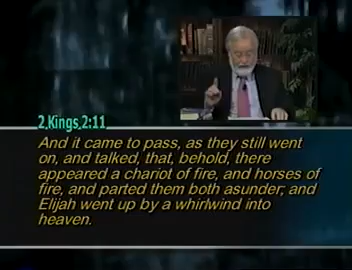 2 Kings 2:11
And it came to pass, as they still went
on, and talked, that, behold, there
appeared a chariot of fire, and horses of
fire, and parted them both asunder; and
Elijah went up by a whirlwind into
heaven.